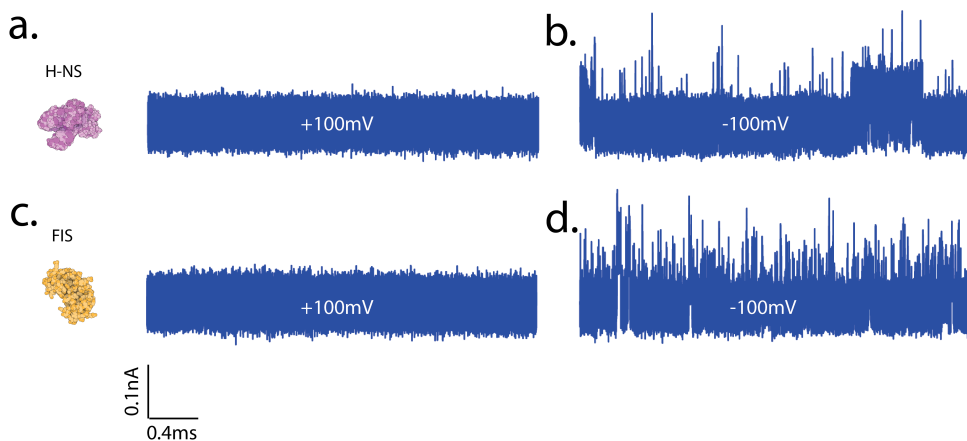 a.
b.
H-NS
+100mV
-100mV
c.
d.
FIS
+100mV
-100mV
0.1nA
0.4ms